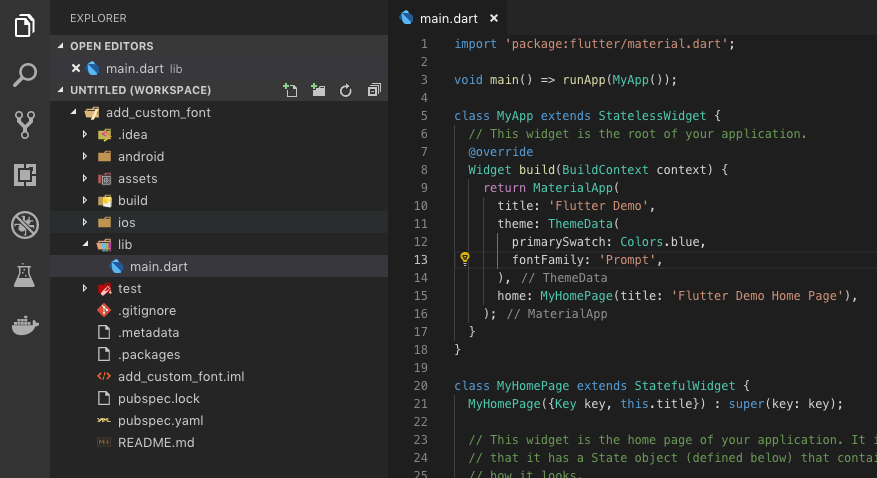 EXPLORER
OPEN EDITORS
main.dart lib
UNTITLED (WORKSPACE)
add_custom_font
.idea
android
assets
build
ios
lib
main.dart
test
.gitignore
.metadata
.packages
add_custom_font.iml
pubspec.lock
pubspec.yaml
README.md
main.dart
1 import 'package:flutter/material.dart';
2
3 void main() => runApp(MyApp());
4
5 class MyApp extends StatelessWidget {
6 // This widget is the root of your application.
7 @override
8 Widget build(BuildContext context) {
9 return MaterialApp(
10 title: 'Flutter Demo',
11 theme: ThemeData(
12 primarySwatch: Colors.blue,
13 fontFamily: 'Prompt',
14 ), // ThemeData
15 home: MyHomePage(title: 'Flutter Demo Home Page'),
16 ); // MaterialApp
17 }
18 }
19
20 class MyHomePage extends StatefulWidget {
21 MyHomePage({Key key, this.title}) : super(key: key);
22
23 // This widget is the home page of your application. It i
24 // that it has a State object (defined below) that contai
25 // how it looks.